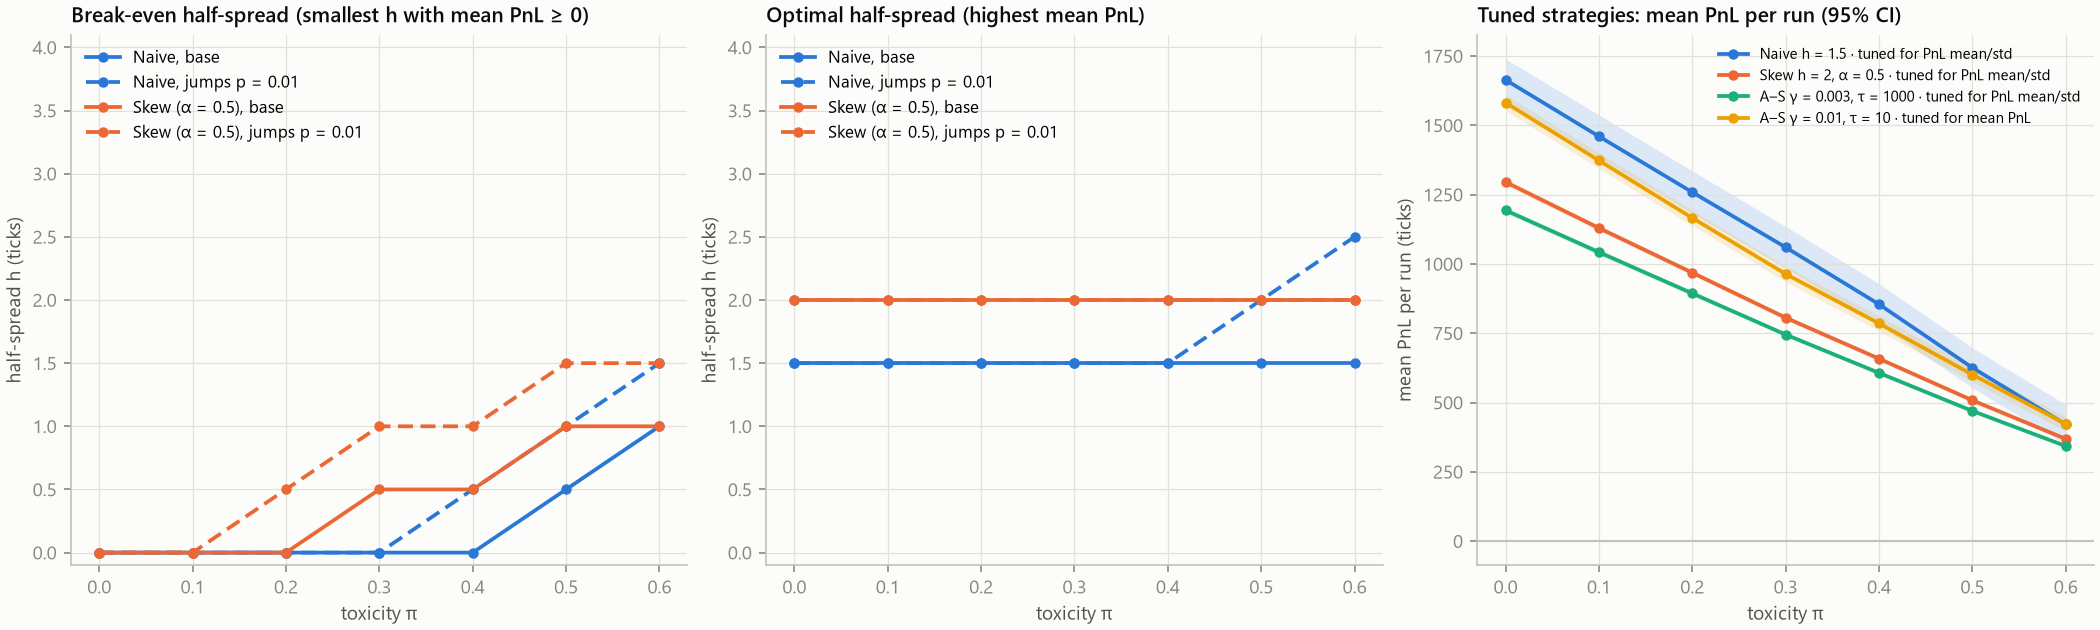 Break-even half-spread (smallest h with mean PnL ≥ 0)
half-spread h (ticks)
4.0
3.5
3.0
2.5
2.0
1.5
1.0
0.5
0.0
Naive, base
Naive, jumps p = 0.01
Skew (α = 0.5), base
Skew (α = 0.5), jumps p = 0.01
0.0 0.1 0.2 0.3 0.4 0.5 0.6
toxicity π
Optimal half-spread (highest mean PnL)
half-spread h (ticks)
4.0
3.5
3.0
2.5
2.0
1.5
1.0
0.5
0.0
Naive, base
Naive, jumps p = 0.01
Skew (α = 0.5), base
Skew (α = 0.5), jumps p = 0.01
0.0 0.1 0.2 0.3 0.4 0.5 0.6
toxicity π
Tuned strategies: mean PnL per run (95% CI)
mean PnL per run (ticks)
1750
1500
1250
1000
750
500
250
0
Naive h = 1.5 · tuned for PnL mean/std
Skew h = 2, α = 0.5 · tuned for PnL mean/std
A–S γ = 0.003, τ = 1000 · tuned for PnL mean/std
A–S γ = 0.01, τ = 10 · tuned for mean PnL
0.0 0.1 0.2 0.3 0.4 0.5 0.6
toxicity π